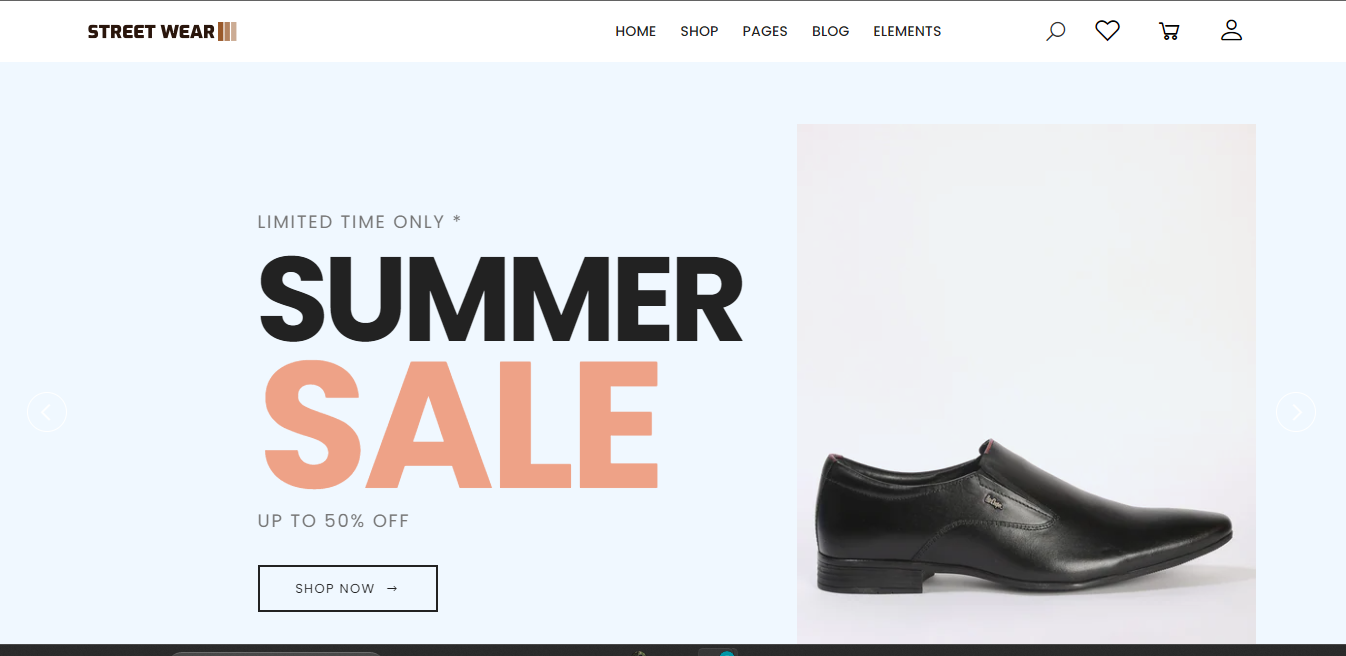 STREET WEAR
HOME SHOP PAGES BLOG ELEMENTS
LIMITED TIME ONLY *
SUMMER
SALE
UP TO 50% OFF
SHOP NOW →